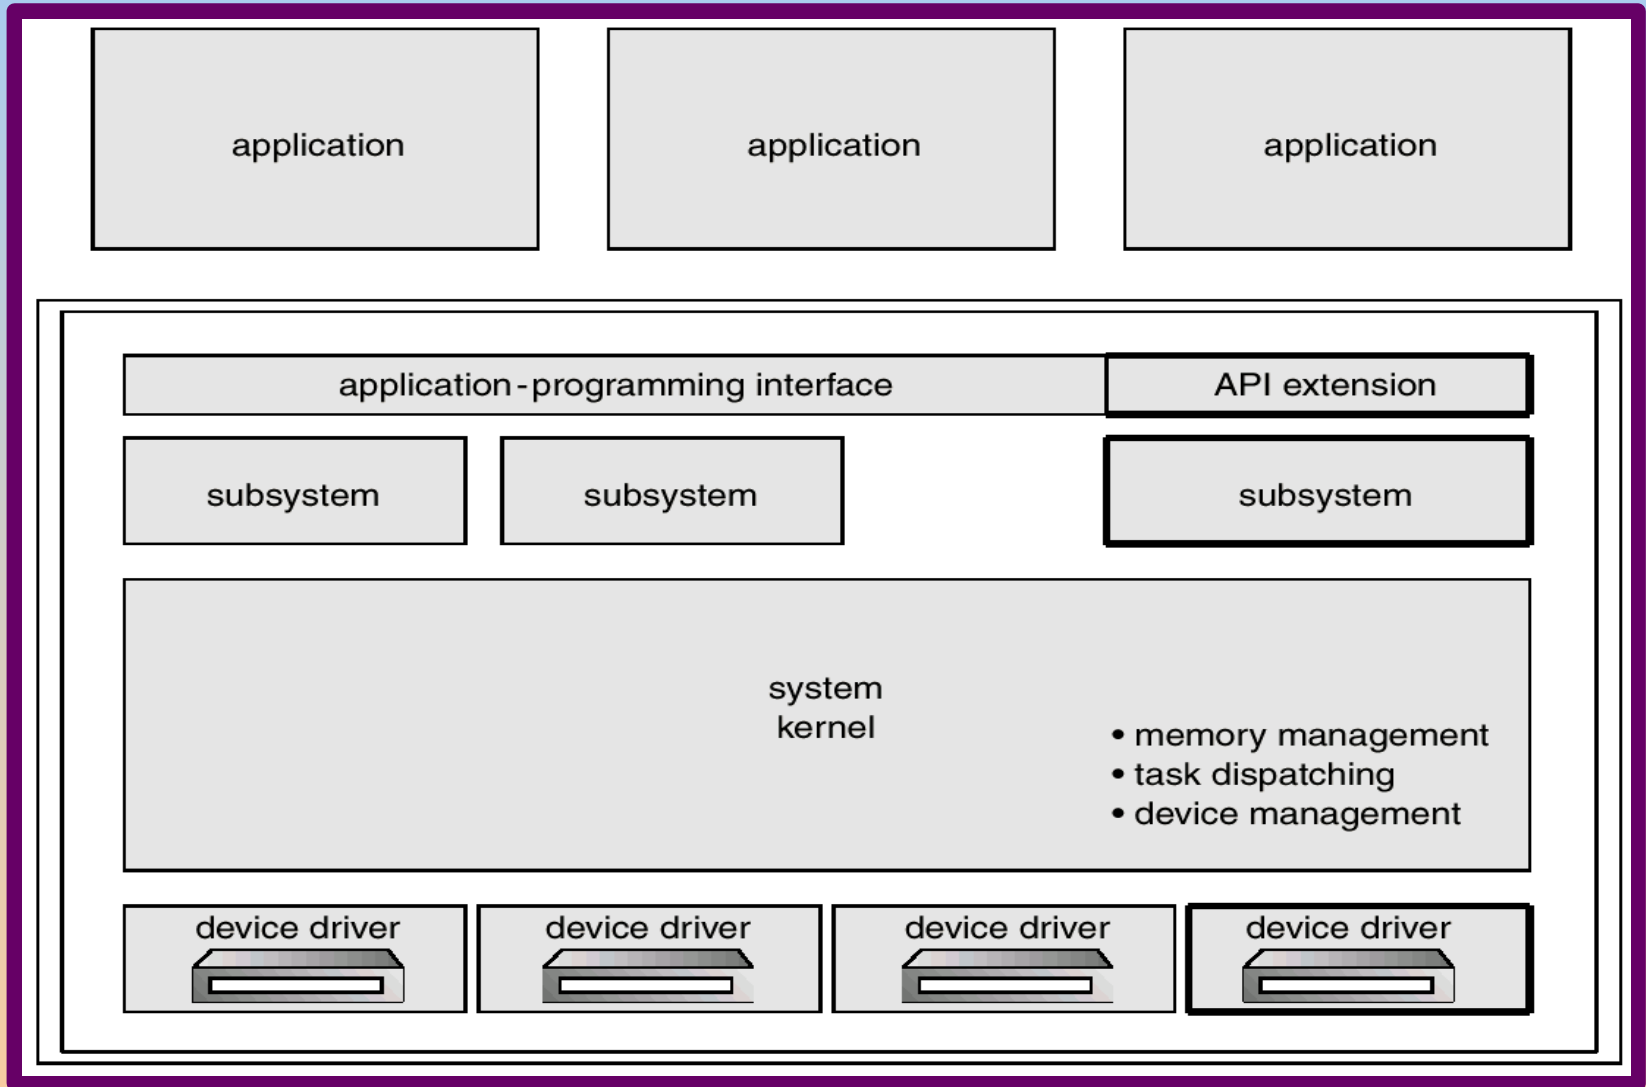 application
application
application
application-programming interface
API extension
subsystem
subsystem
subsystem
system
kernel
• memory management
• task dispatching
• device management
device driver
device driver
device driver
device driver